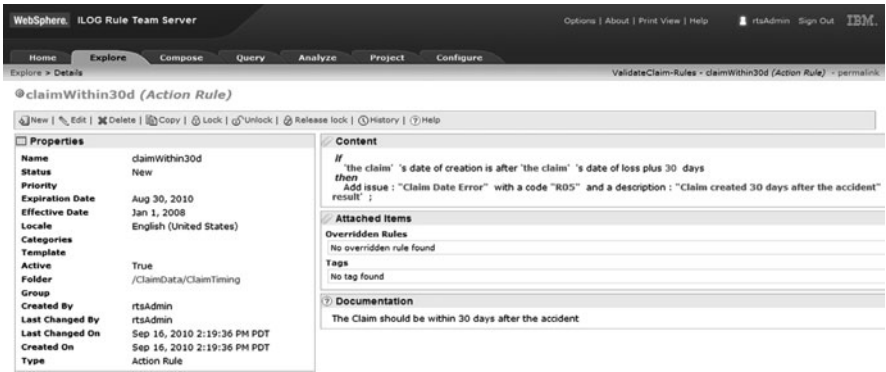 WebSphere. ILOG Rule Team Server
Options | About | Print View | Help
rtsAdmin Sign Out IBM.
Home Explore Compose Query Analyze Project Configure
Explore > Details
ValidateClaim-Rules - claimWithin30d (Action Rule) - permalink
claimWithin30d (Action Rule)
New | Edit | Delete | Copy | Lock | Unlock | Release lock | History | Help
Properties
Name claimWithin30d
Status New
Priority
Expiration Date Aug 30, 2010
Effective Date Jan 1, 2008
Locale English (United States)
Categories
Template
Active True
Folder /ClaimData/ClaimTiming
Group
Created By rtsAdmin
Last Changed By rtsAdmin
Last Changed On Sep 16, 2010 2:19:36 PM PDT
Created On Sep 16, 2010 2:19:36 PM PDT
Type Action Rule
Content
If
'the claim' 's date of creation is after 'the claim' 's date of loss plus 30 days
then
Add issue : "Claim Date Error" with a code "R05" and a description : "Claim created 30 days after the accident"
result' ;
Attached Items
Overridden Rules
No overridden rule found
Tags
No tag found
Documentation
The Claim should be within 30 days after the accident